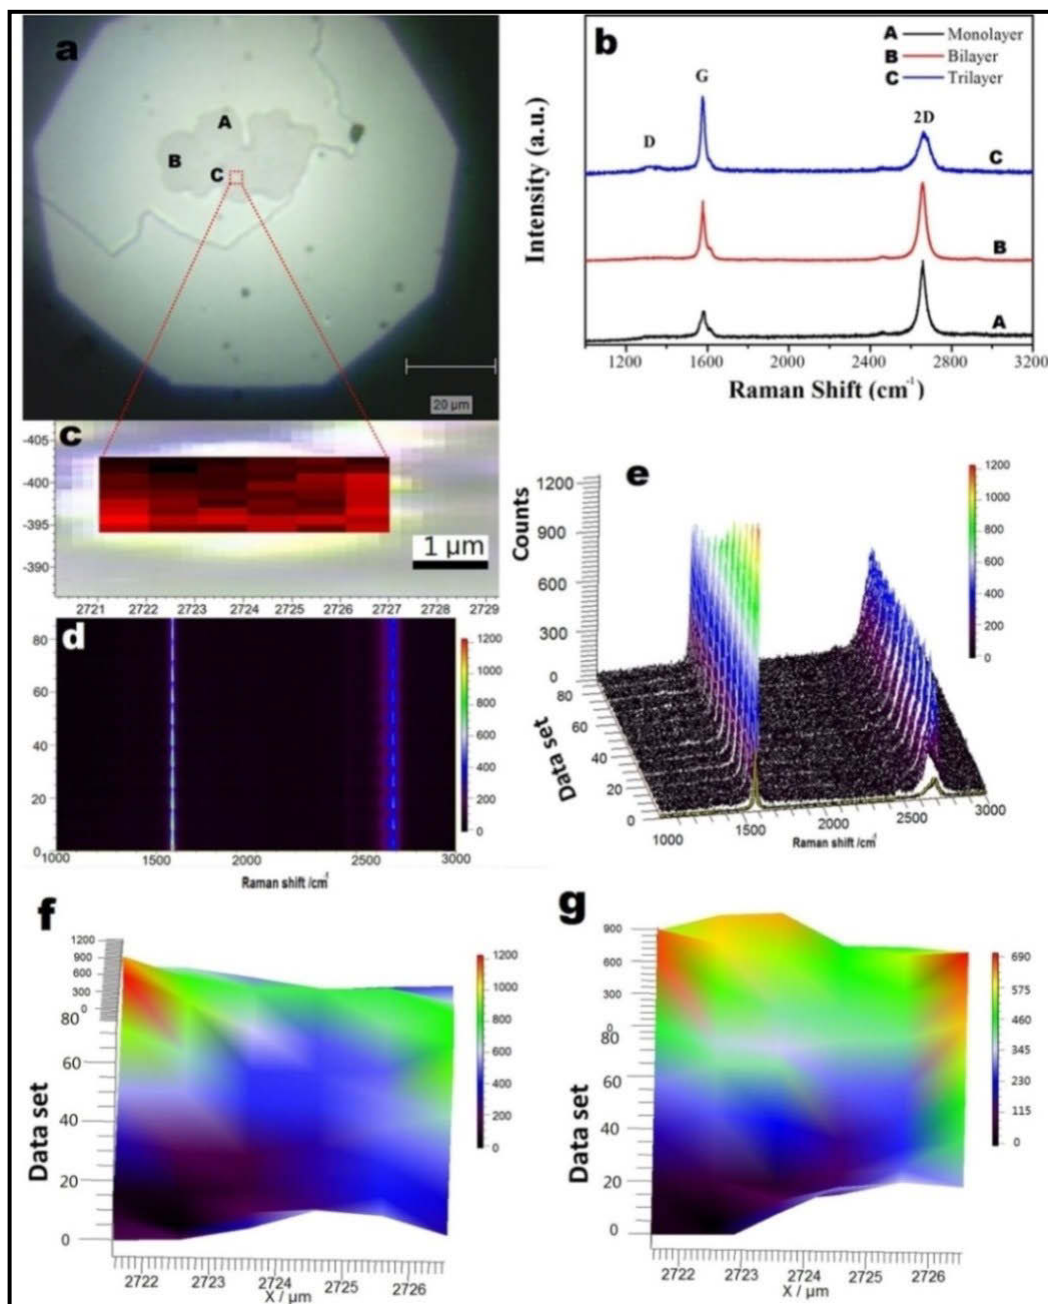 a
A
B
C
20 µm
b
A Monolayer
B Bilayer
C Trilayer
G
D
2D
C
B
A
Intensity (a.u.)
1200 1600 2000 2400 2800 3200
Raman Shift (cm-1)
c
-405
-400
-395
-390
1 µm
2721 2722 2723 2724 2725 2726 2727 2728 2729
d
80
60
40
20
0
1000 1500 2000 2500 3000
Raman shift /cm-1
1200
1000
800
600
400
200
0
e
Counts
1200
900
600
300
0
Data set
80
60
40
20
0
1000 1500 2000 2500 3000
Raman shift /cm-1
1200
1000
800
600
400
200
0
f
1200
900
600
300
0
80
60
40
20
0
Data set
2722 2723 2724 2725 2726
X / µm
1200
1000
800
600
400
200
0
g
900
600
300
0
80
60
40
20
0
Data set
2722 2723 2724 2725 2726
X / µm
690
575
460
345
230
115
0